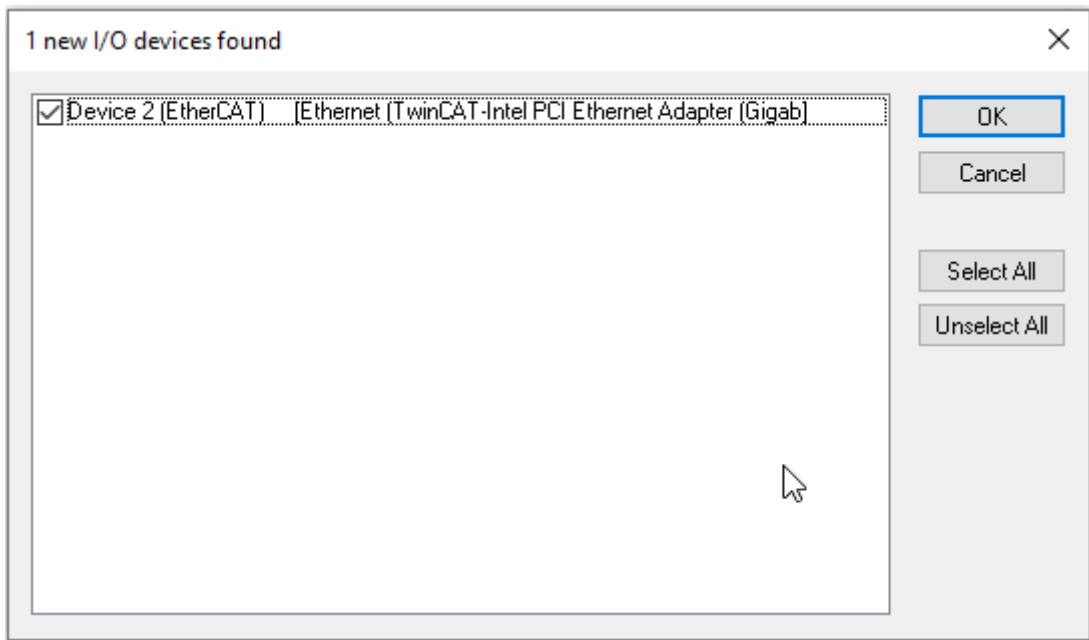 1 new I/O devices found
Device 2 (EtherCAT) [Ethernet (TwinCAT-Intel PCI Ethernet Adapter (Gigab]
OK
Cancel
Select All
Unselect All